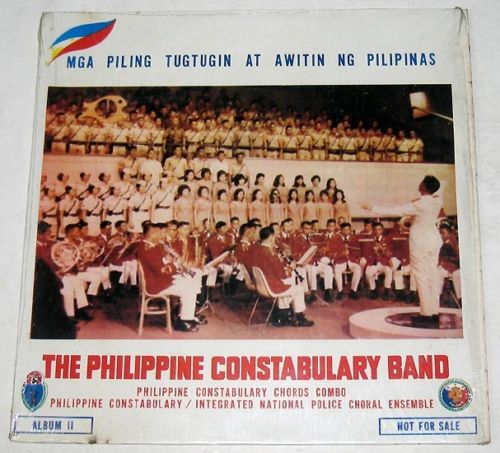 MGA PILING TUGTUGIN AT AWITIN NG PILIPINAS
THE PHILIPPINE CONSTABULARY BAND
PHILIPPINE CONSTABULARY CHORDS COMBO
PHILIPPINE CONSTABULARY / INTEGRATED NATIONAL POLICE CHORAL ENSEMBLE
ALBUM II
NOT FOR SALE